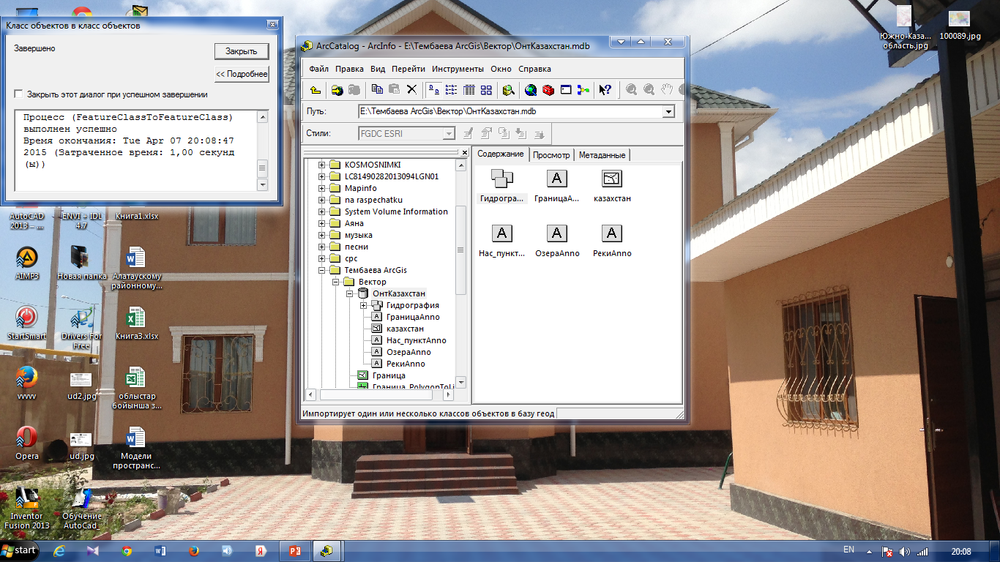 Класс объектов в класс объектов
Завершено
Закрыть
<< Подробнее
Закрыть этот диалог при успешном завершении
Процесс (FeatureClassToFeatureClass)
выполнен успешно
Время окончания: Tue Apr 07 20:08:47
2015 (Затраченное время: 1,00 секунд
(ы))
ArcCatalog - ArcInfo - E:\Тембаева ArcGis\Вектор\ОнтКазахстан.mdb
Файл Правка Вид Перейти Инструменты Окно Справка
Путь: E:\Тембаева ArcGis\Вектор\ОнтКазахстан.mdb
Стили: FGDC ESRI
KOSMOSNIMKI
LC81490282013094LGN01
Mapinfo
na raspechatku
System Volume Information
Аяна
музыка
песни
срс
Тембаева ArcGis
Вектор
ОнтКазахстан
Гидрография
ГраницаAnno
казахстан
Нас_пунктAnno
ОзераAnno
РекиAnno
Граница
Граница_PolygonToLi
Содержание Просмотр Метаданные
Гидрогра... ГраницаА... казахстан
Нас_пункт... ОзераAnno РекиAnno
Импортирует один или несколько классов объектов в базу геод
Южно-Каза...
область.jpg
100089.jpg
AutoCAD
2013 – ...
ENVI + IDL
4.7
Книга1.xlsx
AIMP3
Новая папка
Алатаускому
районному...
StartSmart
Drivers For
Free
Книга3.xlsx
vvvvv
ud2.jpg
облыстар
бойынша з...
Opera
ud.jpg
Модели
пространс...
Inventor
Fusion 2013
Обучение
AutoCad_
start
EN
20:08